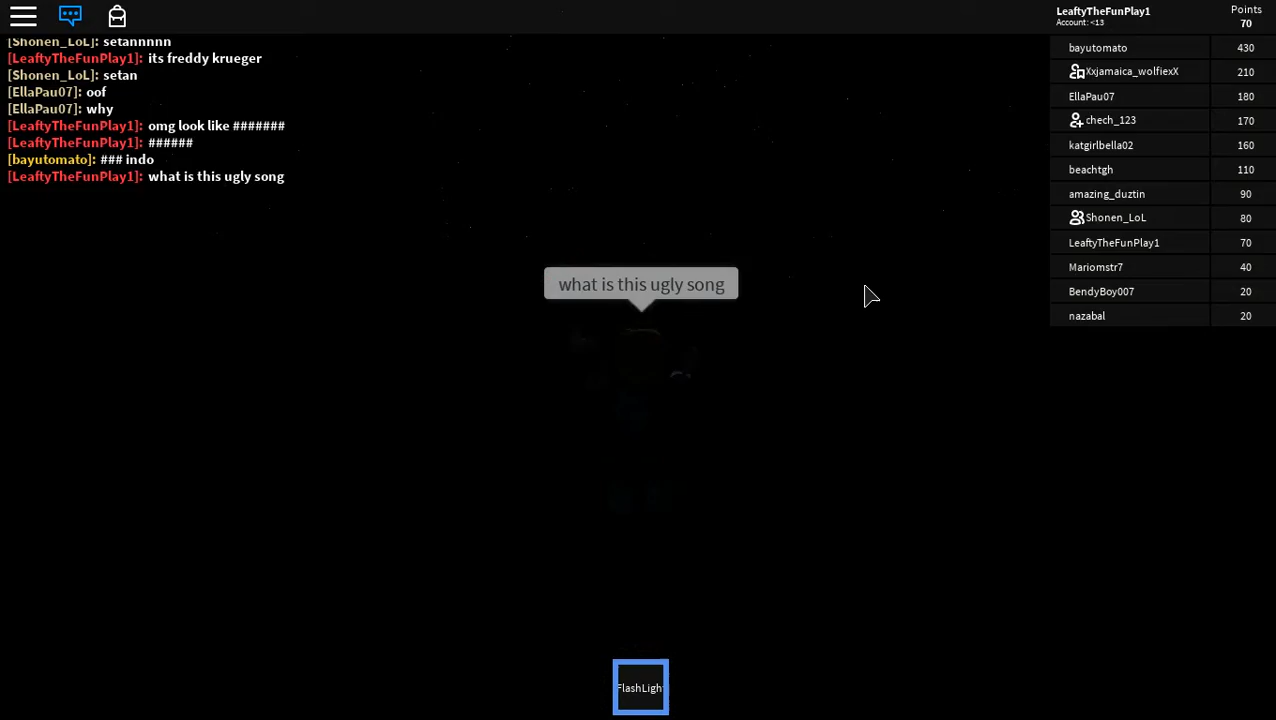 LeaftyTheFunPlay1
Account: <13
Points
70
[Shonen_LoL]: setannnnn
[LeaftyTheFunPlay1]: its freddy krueger
[Shonen_LoL]: setan
[EllaPau07]: oof
[EllaPau07]: why
[LeaftyTheFunPlay1]: omg look like #######
[LeaftyTheFunPlay1]: ######
[bayutomato]: ### indo
[LeaftyTheFunPlay1]: what is this ugly song
bayutomato 430
XxJamaica_wolfiexX 210
EllaPau07 180
chech_123 170
katgirlbella02 160
beachtgh 110
amazing_duztin 90
Shonen_LoL 80
LeaftyTheFunPlay1 70
Mariomstr7 40
BendyBoy007 20
nazabal 20
what is this ugly song
FlashLigh